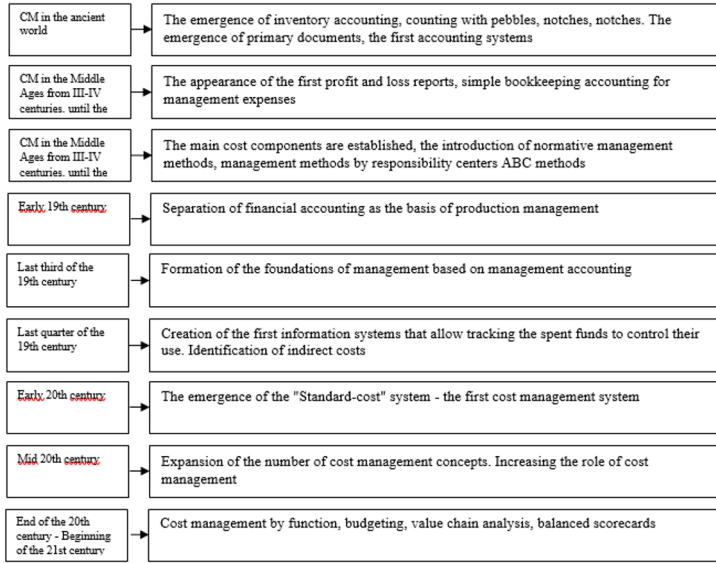 CM in the ancient
world
The emergence of inventory accounting, counting with pebbles, notches, notches. The
emergence of primary documents, the first accounting systems
CM in the Middle
Ages from III-IV
centuries. until the
The appearance of the first profit and loss reports, simple bookkeeping accounting for
management expenses
CM in the Middle
Ages from III-IV
centuries. until the
The main cost components are established, the introduction of normative management
methods, management methods by responsibility centers ABC methods
Early 19th century
Separation of financial accounting as the basis of production management
Last third of the
19th century
Formation of the foundations of management based on management accounting
Last quarter of the
19th century
Creation of the first information systems that allow tracking the spent funds to control their
use. Identification of indirect costs
Early 20th century
The emergence of the "Standard-cost" system - the first cost management system
Mid 20th century
Expansion of the number of cost management concepts. Increasing the role of cost
management
End of the 20th
century - Beginning
of the 21st century
Cost management by function, budgeting, value chain analysis, balanced scorecards